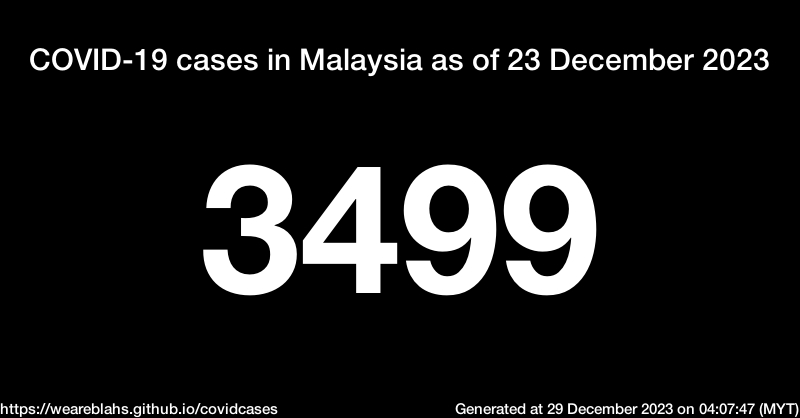 COVID-19 cases in Malaysia as of 23 December 2023
3499
https://weareblahs.github.io/covidcases
Generated at 29 December 2023 on 04:07:47 (MYT)